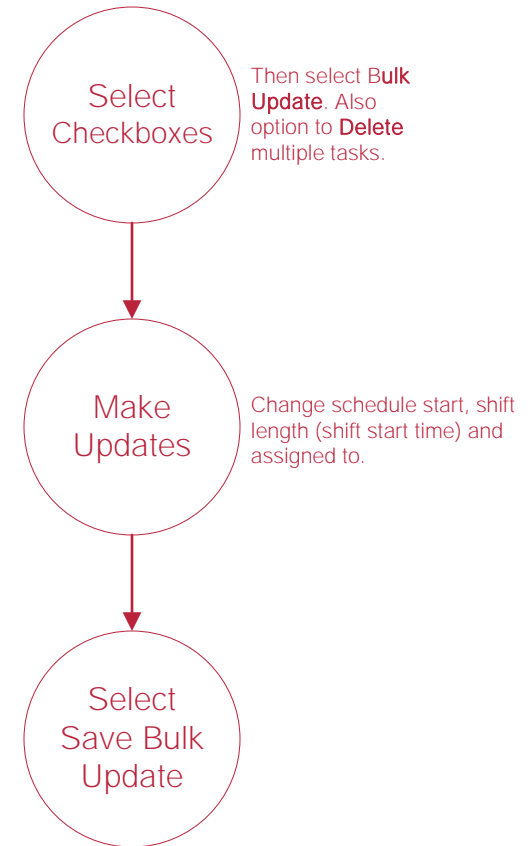 Select
Checkboxes
Then select Bulk
Update. Also
option to Delete
multiple tasks.
Make
Updates
Change schedule start, shift
length (shift start time) and
assigned to.
Select
Save Bulk
Update